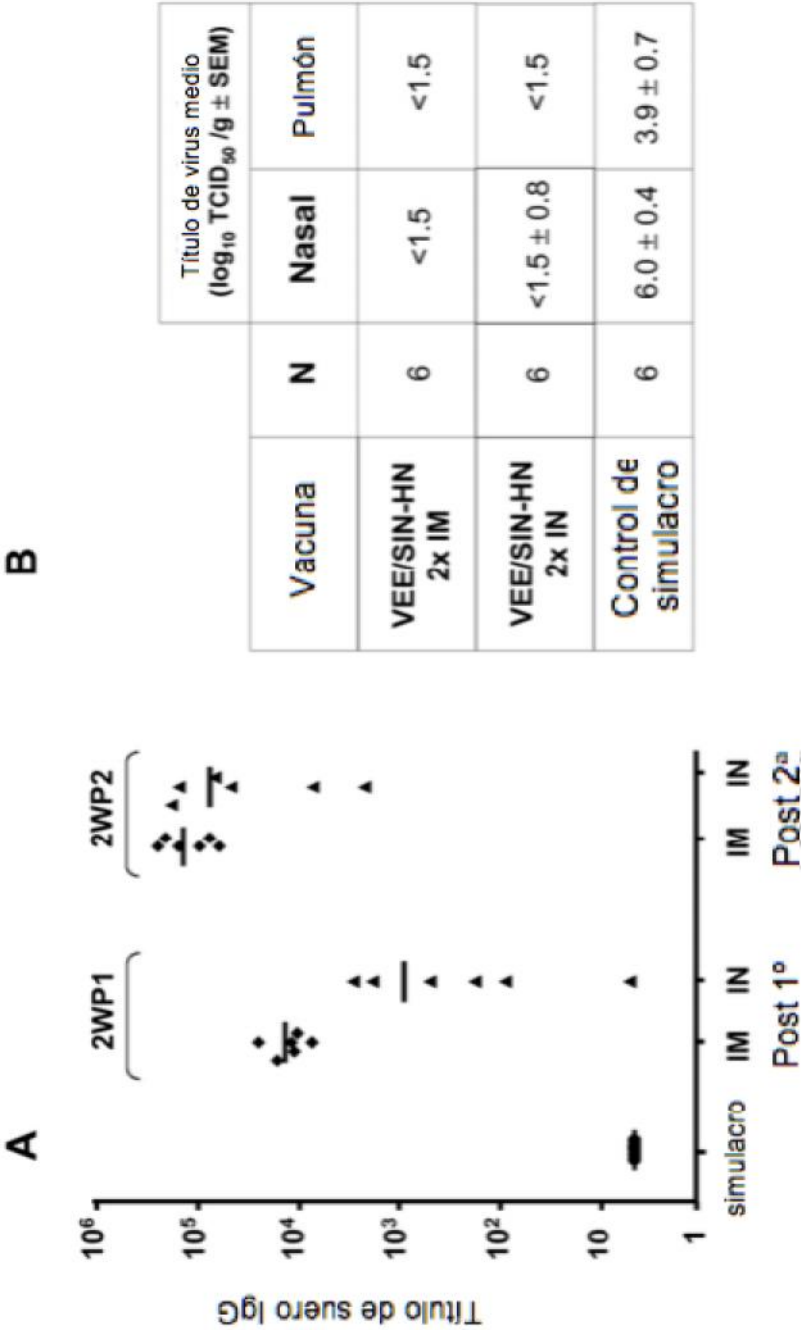 A
Título de suero IgG
10⁶
10⁵
10⁴
10³
10²
10
1
2WP1
2WP2
simulacro
IM
IN
IM
IN
Post 1º
Post 2ª
B
Título de virus medio
(log₁₀ TCID₅₀ /g ± SEM)
Vacuna N Nasal Pulmón
VEE/SIN-HN
2x IM
6 <1.5 <1.5
VEE/SIN-HN
2x IN
6 <1.5 ± 0.8 <1.5
Control de
simulacro
6 6.0 ± 0.4 3.9 ± 0.7